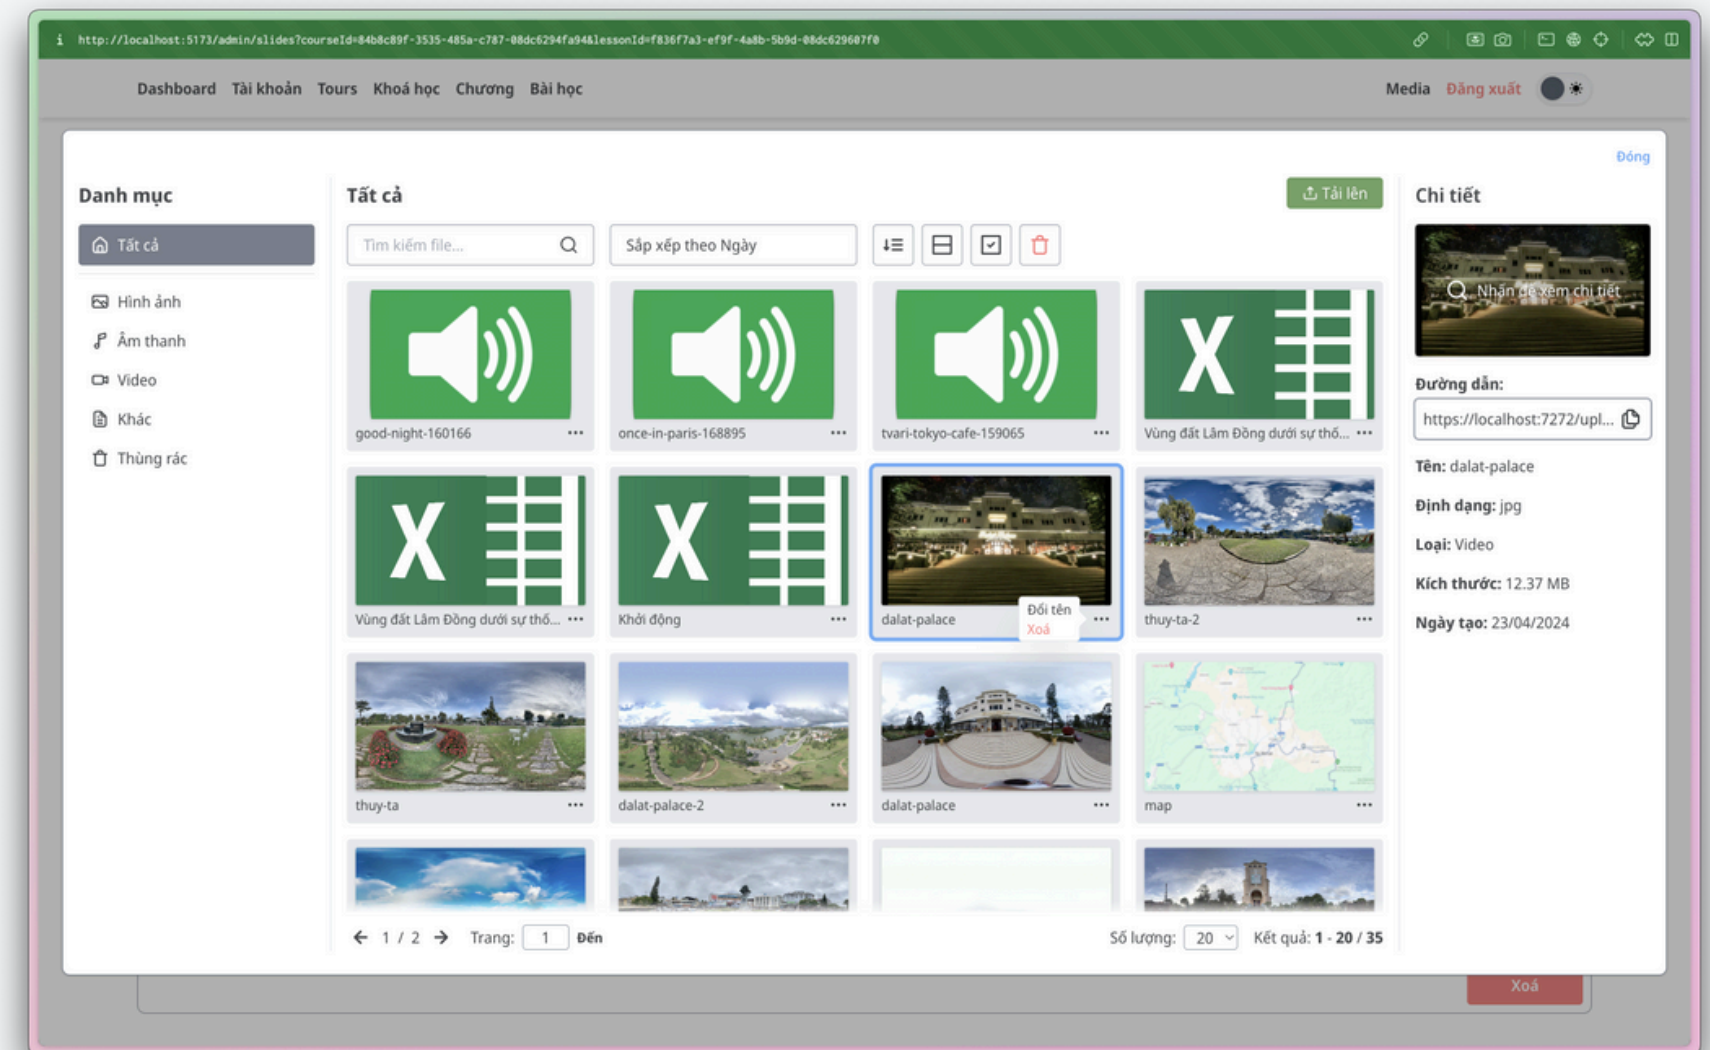 http://localhost:5173/admin/slides?courseId=84b8c89f-3535-485a-c787-08dc6294fa94&lessonId=f836f7a3-ef9f-4a8b-5b9d-08dc629607f0
Dashboard Tài khoản Tours Khoá học Chương Bài học
Media Đăng xuất
Đóng
Danh mục
Tất cả
Hình ảnh
Âm thanh
Video
Khác
Thùng rác
Tất cả
Tải lên
Tìm kiếm file...
Sắp xếp theo Ngày
good-night-160166
once-in-paris-168895
tvari-tokyo-cafe-159065
Vùng đất Lâm Đồng dưới sự thố...
Vùng đất Lâm Đồng dưới sự thố...
Khởi động
dalat-palace
Đổi tên
Xoá
thuy-ta-2
thuy-ta
dalat-palace-2
dalat-palace
map
1 / 2
Trang: 1 Đến
Số lượng: 20
Kết quả: 1 - 20 / 35
Chi tiết
Nhấn để xem chi tiết
Đường dẫn:
https://localhost:7272/upl...
Tên: dalat-palace
Định dạng: jpg
Loại: Video
Kích thước: 12.37 MB
Ngày tạo: 23/04/2024
Xoá